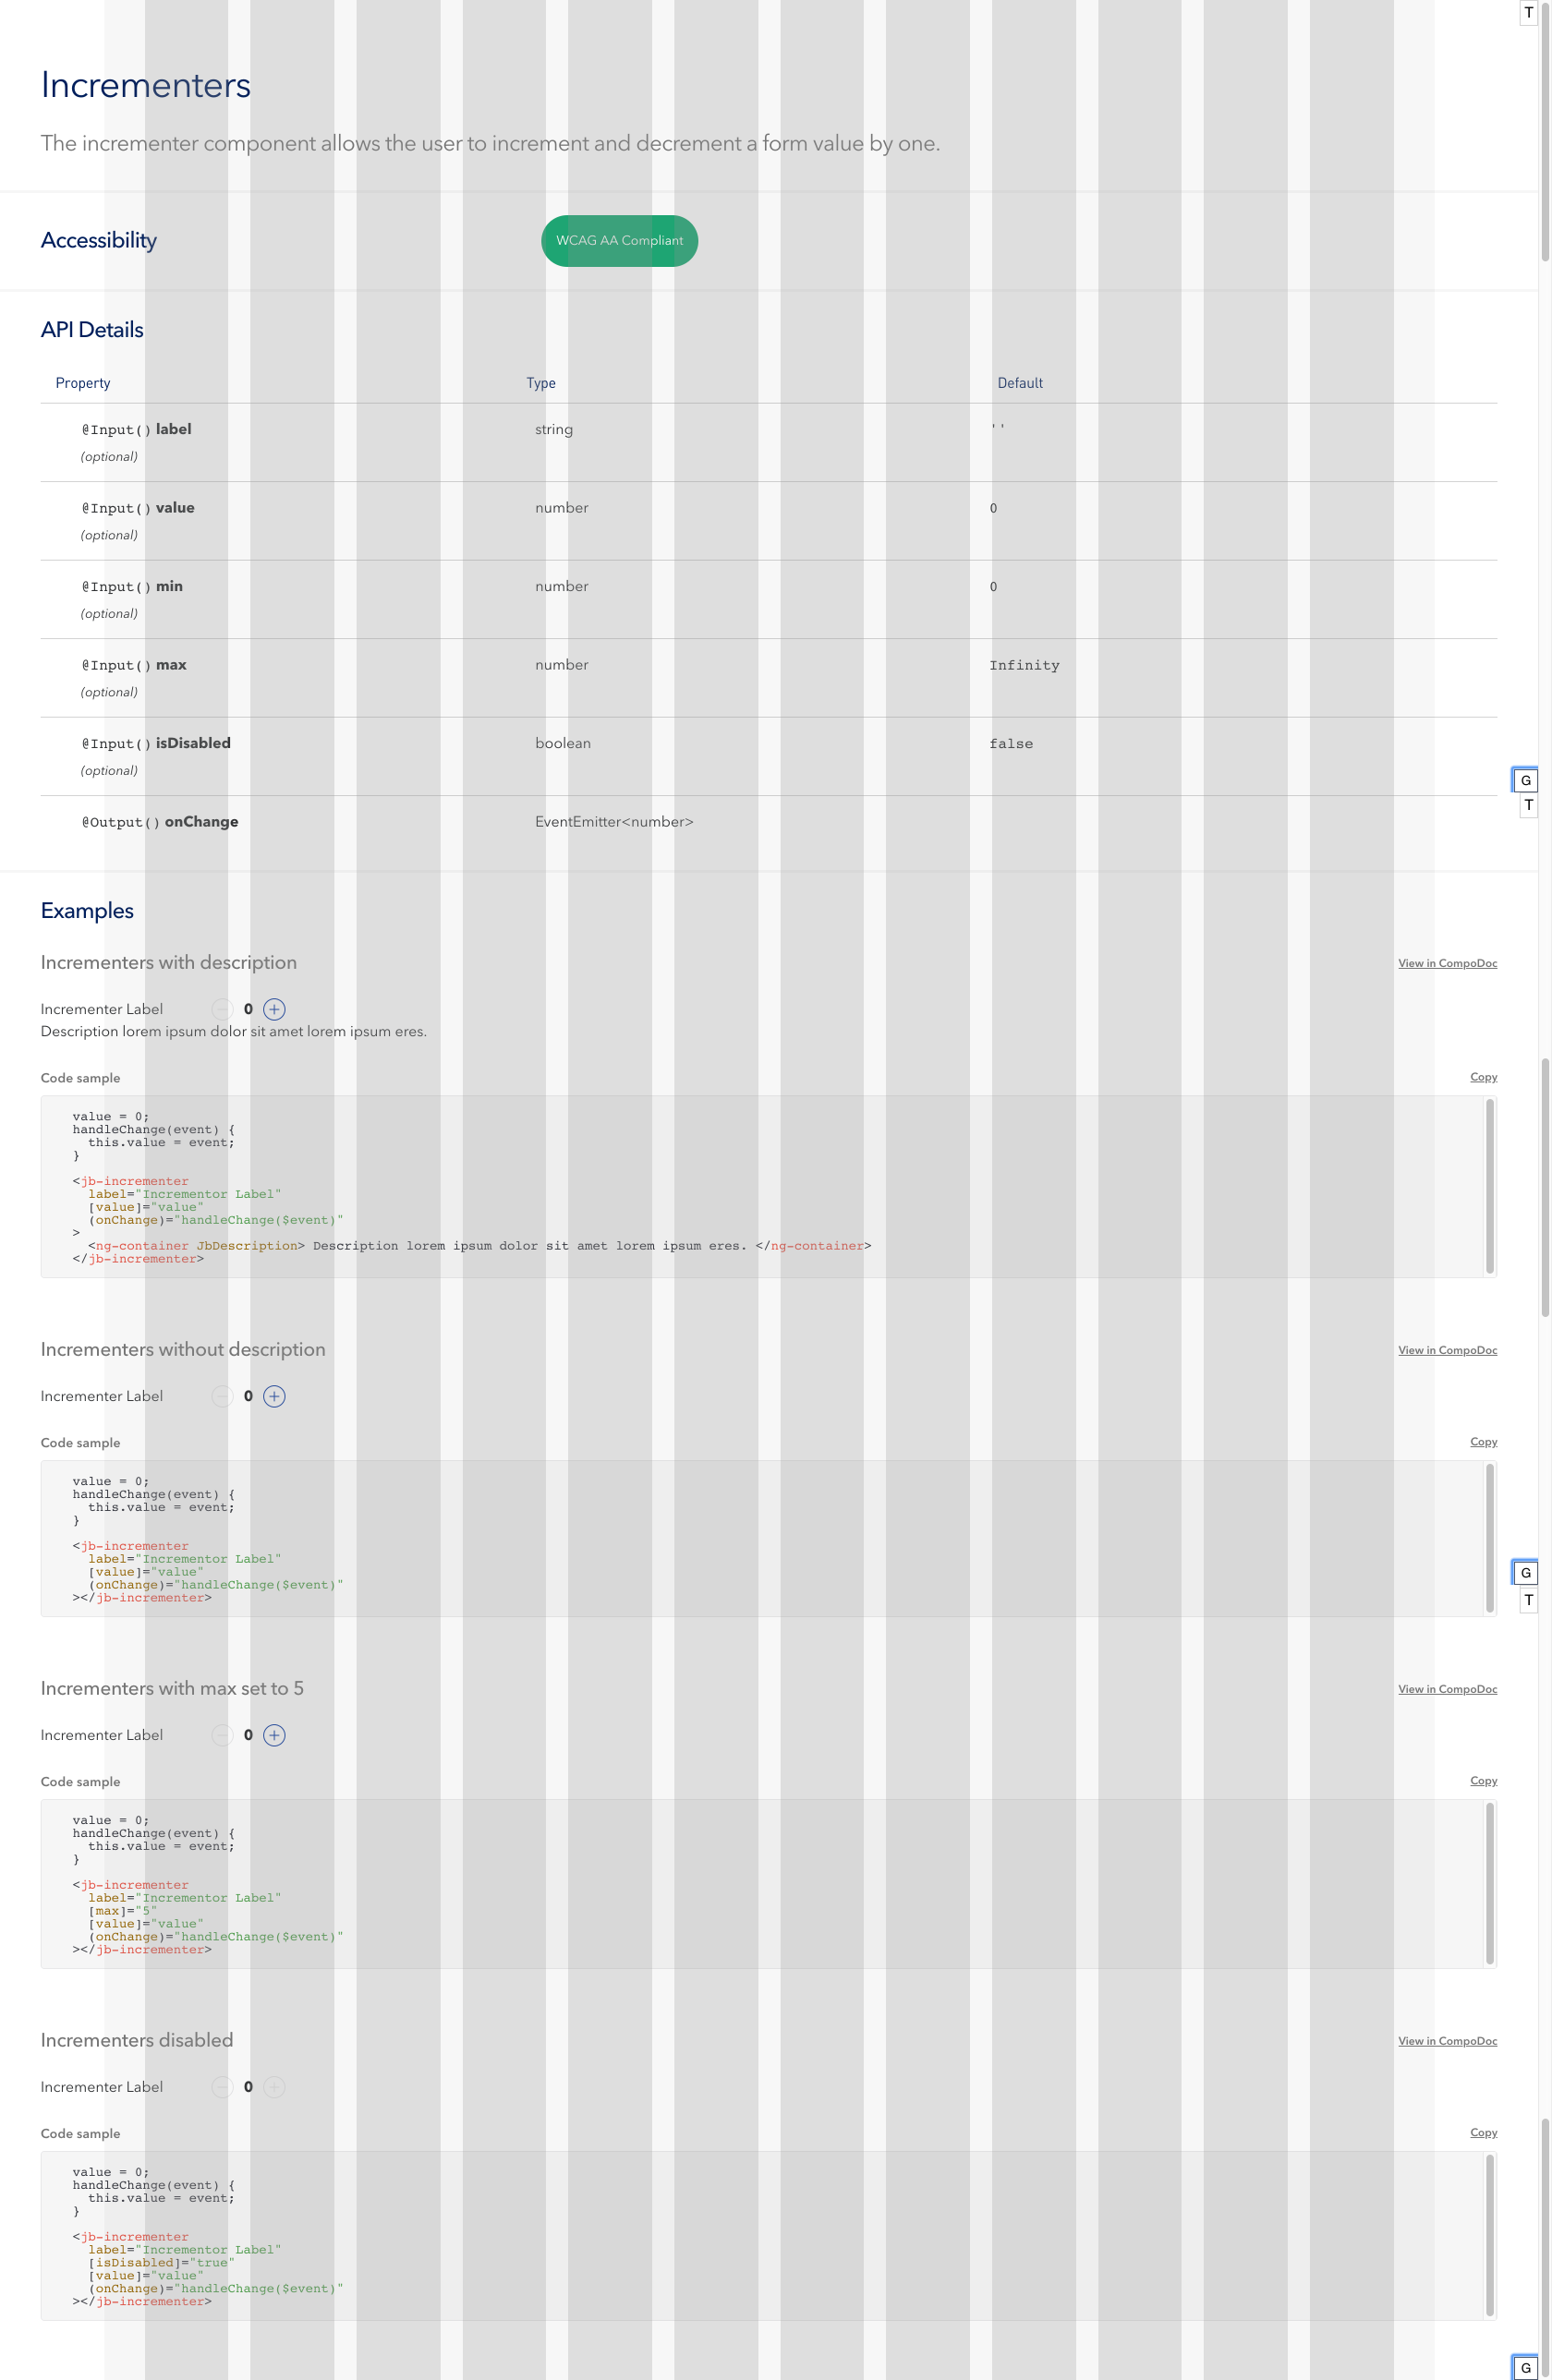 T
Incrementers
The incrementer component allows the user to increment and decrement a form value by one.
Accessibility WCAG AA Compliant
API Details
Property Type Default
@Input() label string ''
(optional)
@Input() value number 0
(optional)
@Input() min number 0
(optional)
@Input() max number Infinity
(optional)
@Input() isDisabled boolean false
(optional)
G
T
@Output() onChange EventEmitter<number>
Examples
Incrementers with description View in CompoDoc
Incrementer Label − 0 +
Description lorem ipsum dolor sit amet lorem ipsum eres.
Code sample Copy
value = 0;
handleChange(event) {
this.value = event;
}
<jb-incrementer
label="Incrementor Label"
[value]="value"
(onChange)="handleChange($event)"
>
<ng-container JbDescription> Description lorem ipsum dolor sit amet lorem ipsum eres. </ng-container>
</jb-incrementer>
Incrementers without description View in CompoDoc
Incrementer Label − 0 +
Code sample Copy
value = 0;
handleChange(event) {
this.value = event;
}
<jb-incrementer
label="Incrementor Label"
[value]="value"
(onChange)="handleChange($event)"
></jb-incrementer>
G
T
Incrementers with max set to 5 View in CompoDoc
Incrementer Label − 0 +
Code sample Copy
value = 0;
handleChange(event) {
this.value = event;
}
<jb-incrementer
label="Incrementor Label"
[max]="5"
[value]="value"
(onChange)="handleChange($event)"
></jb-incrementer>
Incrementers disabled View in CompoDoc
Incrementer Label − 0 +
Code sample Copy
value = 0;
handleChange(event) {
this.value = event;
}
<jb-incrementer
label="Incrementor Label"
[isDisabled]="true"
[value]="value"
(onChange)="handleChange($event)"
></jb-incrementer>
G